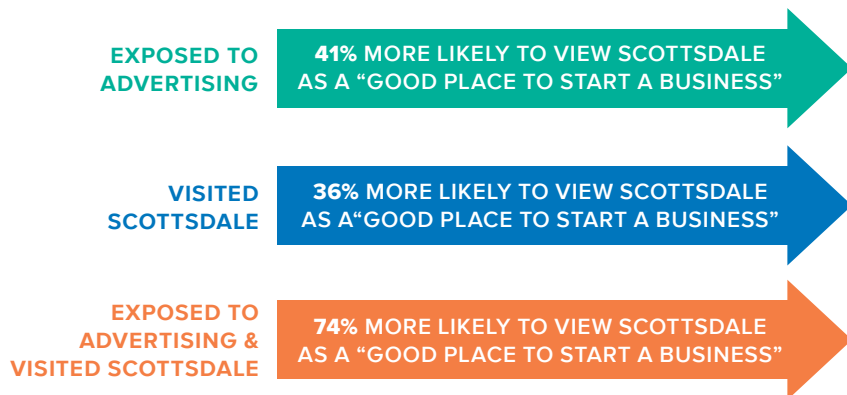 EXPOSED TO
ADVERTISING
41% MORE LIKELY TO VIEW SCOTTSDALE
AS A “GOOD PLACE TO START A BUSINESS”
VISITED
SCOTTSDALE
36% MORE LIKELY TO VIEW SCOTTSDALE
AS A“GOOD PLACE TO START A BUSINESS”
EXPOSED TO
ADVERTISING &
VISITED SCOTTSDALE
74% MORE LIKELY TO VIEW SCOTTSDALE
AS A “GOOD PLACE TO START A BUSINESS”